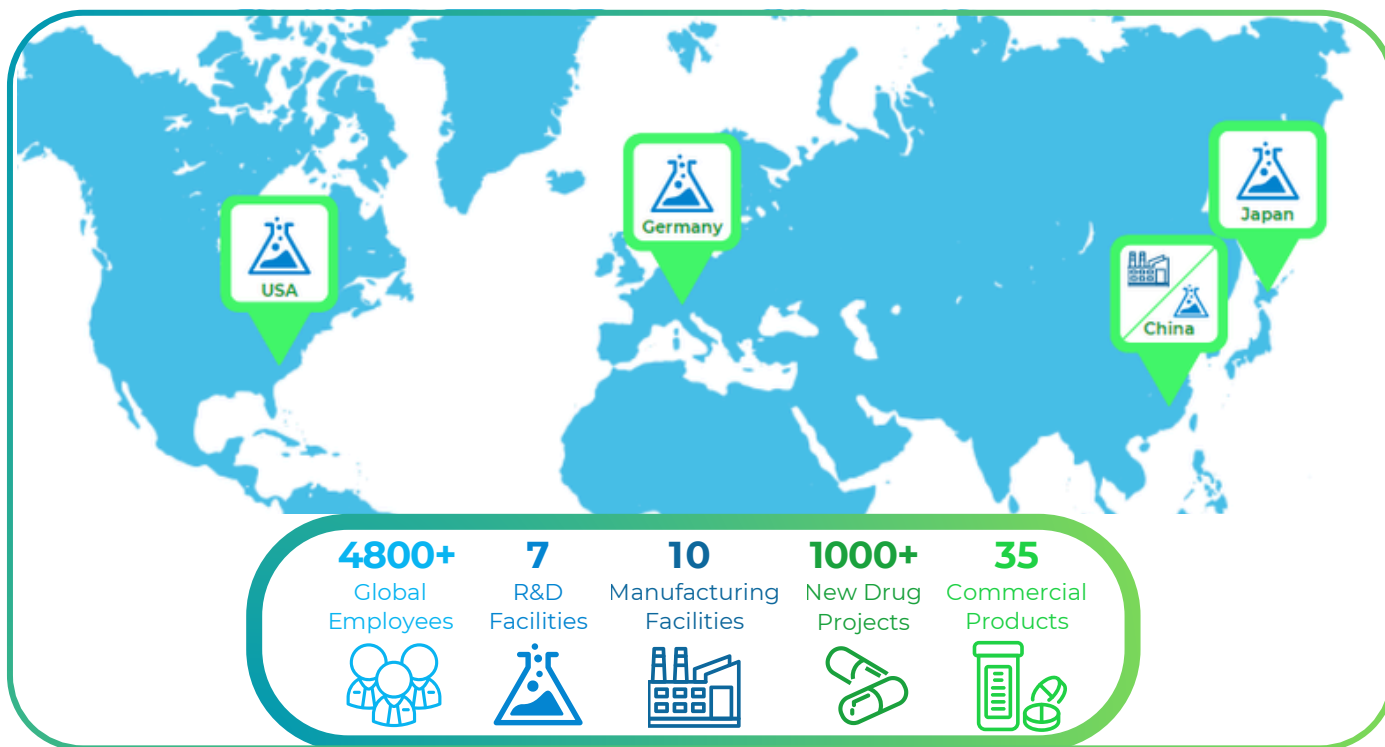 USA
Germany
Japan
China
4800+
Global
Employees
7
R&D
Facilities
10
Manufacturing
Facilities
1000+
New Drug
Projects
35
Commercial
Products